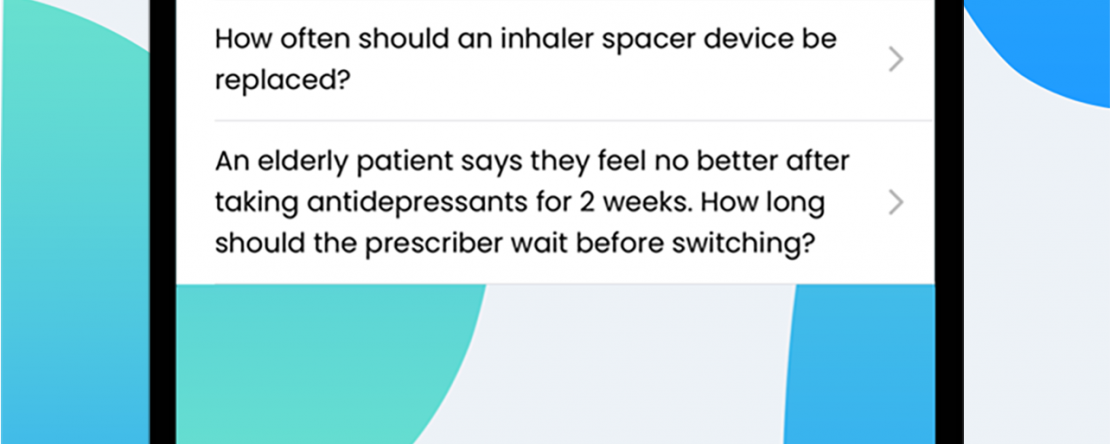 How often should an inhaler spacer device be
replaced?
An elderly patient says they feel no better after
taking antidepressants for 2 weeks. How long
should the prescriber wait before switching?